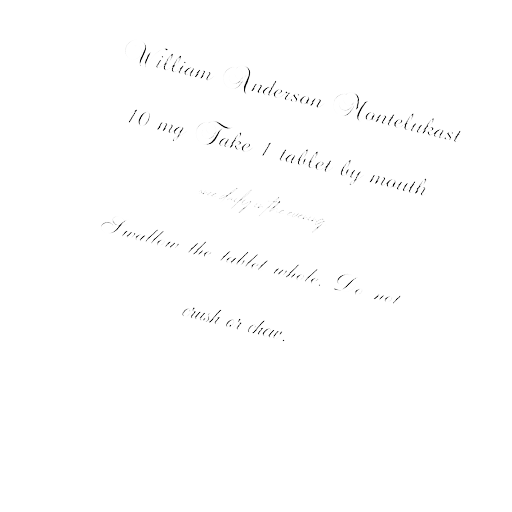 William Anderson Montelukast
10 mg Take 1 tablet by mouth
Swallow the tablet whole. Do not
crush or chew.